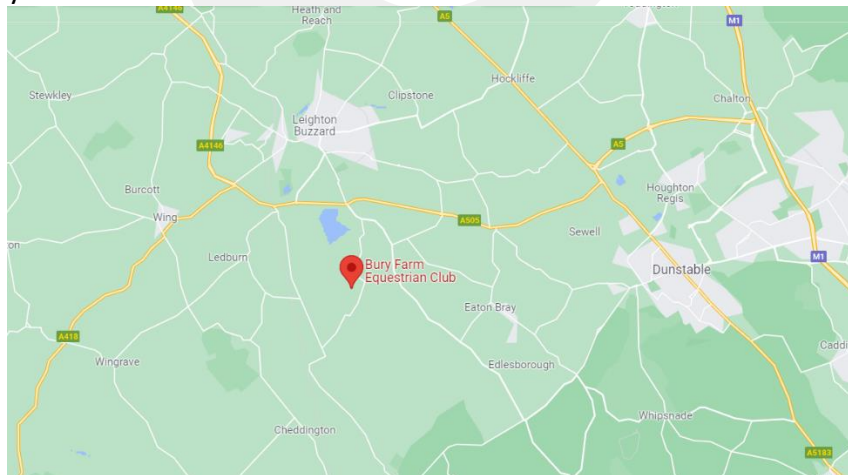 A4146
Heath and
Reach
A5
M1
Hockliffe
Stewkley
Clipstone
Chalton
Leighton
Buzzard
A4146
A5
Burcott
Houghton
Regis
Wing
A505
Sewell
Ledburn
Bury Farm
Equestrian Club
Dunstable
M1
Eaton Bray
A418
Caddi
Wingrave
Edlesborough
Whipsnade
Cheddington
A5183